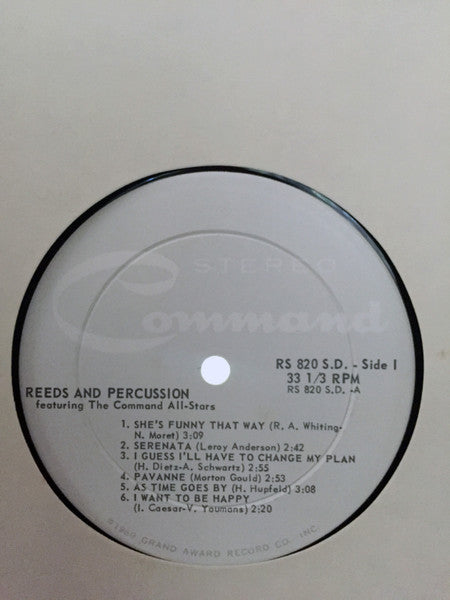 STEREO
Command
RS 820 S.D. - Side I
33 1/3 RPM
RS 820 S.D. -A
REEDS AND PERCUSSION
featuring The Command All-Stars
1. SHE'S FUNNY THAT WAY (R. A. Whiting-
N. Moret) 3:09
2. SERENATA (Leroy Anderson) 2:42
3. I GUESS I'LL HAVE TO CHANGE MY PLAN
(H. Dietz-A. Schwartz) 2:55
4. PAVANNE (Morton Gould) 2:53
5. AS TIME GOES BY (H. Hupfeld) 3:08
6. I WANT TO BE HAPPY
(I. Caesar-V. Youmans) 2:20
©1960 GRAND AWARD RECORD CO. INC.